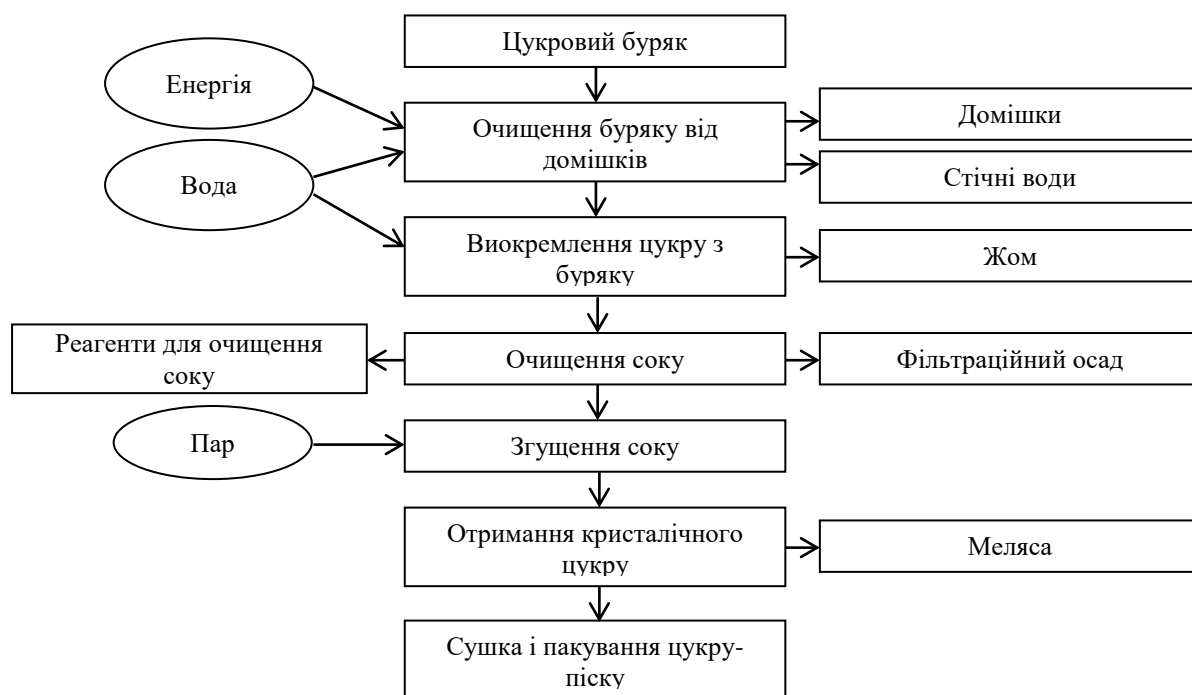 Цукровий буряк
Енергія
Очищення буряку від
домішків
Домішки
Вода
Стічні води
Виокремлення цукру з
буряку
Жом
Реагенти для очищення
соку
Очищення соку
Фільтраційний осад
Пар
Згущення соку
Отримання кристалічного
цукру
Меляса
Сушка і пакування цукру-
піску